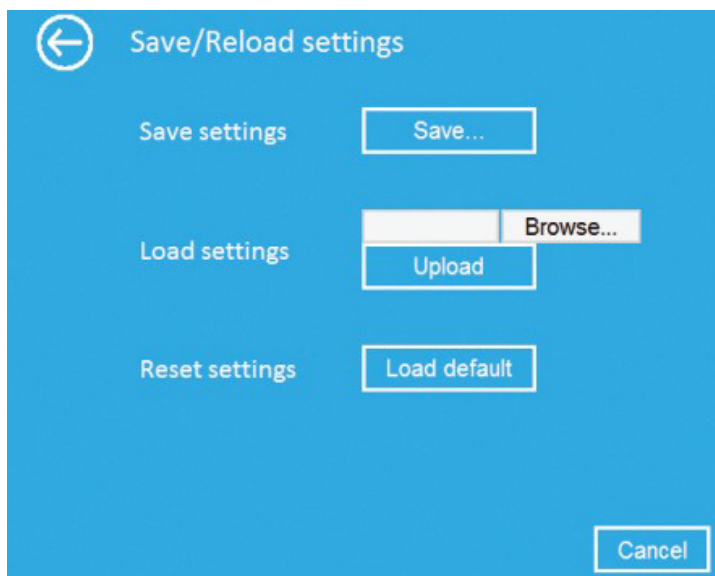 Save/Reload settings
Save settings
Save...
Browse...
Load settings
Upload
Reset settings
Load default
Cancel